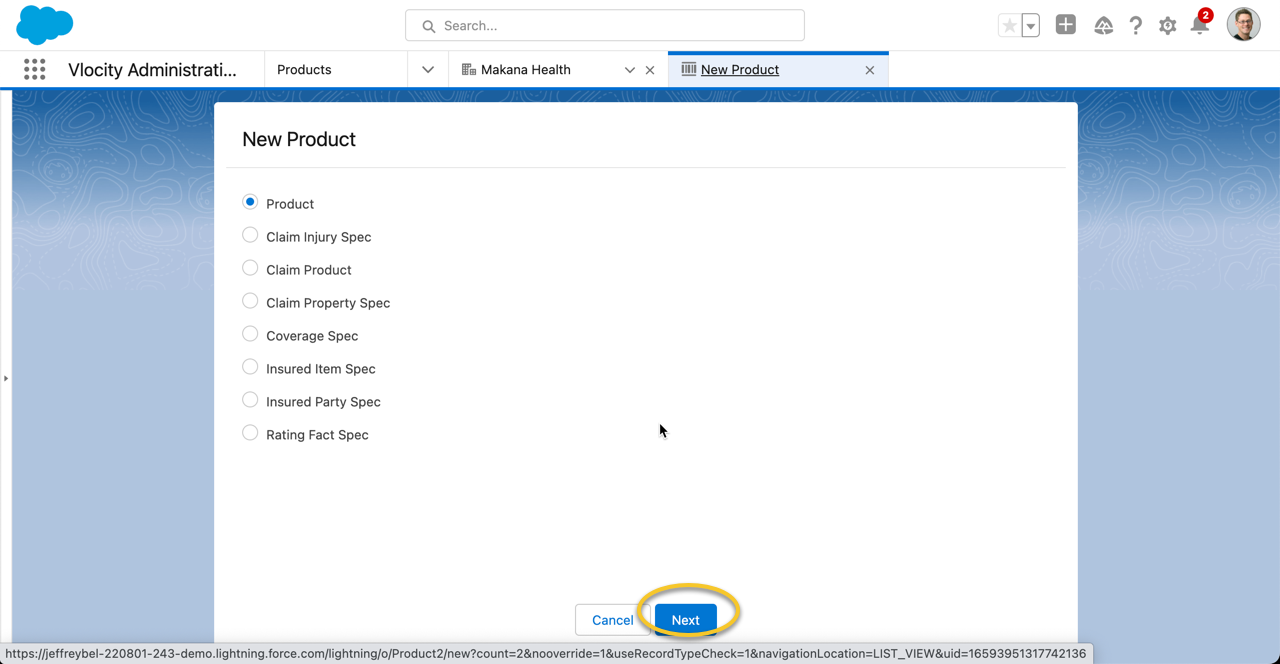 Search...
2
Vlocity Administrati...
Products
Makana Health
New Product
New Product
Product
Claim Injury Spec
Claim Product
Claim Property Spec
Coverage Spec
Insured Item Spec
Insured Party Spec
Rating Fact Spec
Cancel
Next
https://jeffreybel-220801-243-demo.lightning.force.com/lightning/o/Product2/new?count=2&nooverride=1&useRecordTypeCheck=1&navigationLocation=LIST_VIEW&uid=16593951317742136